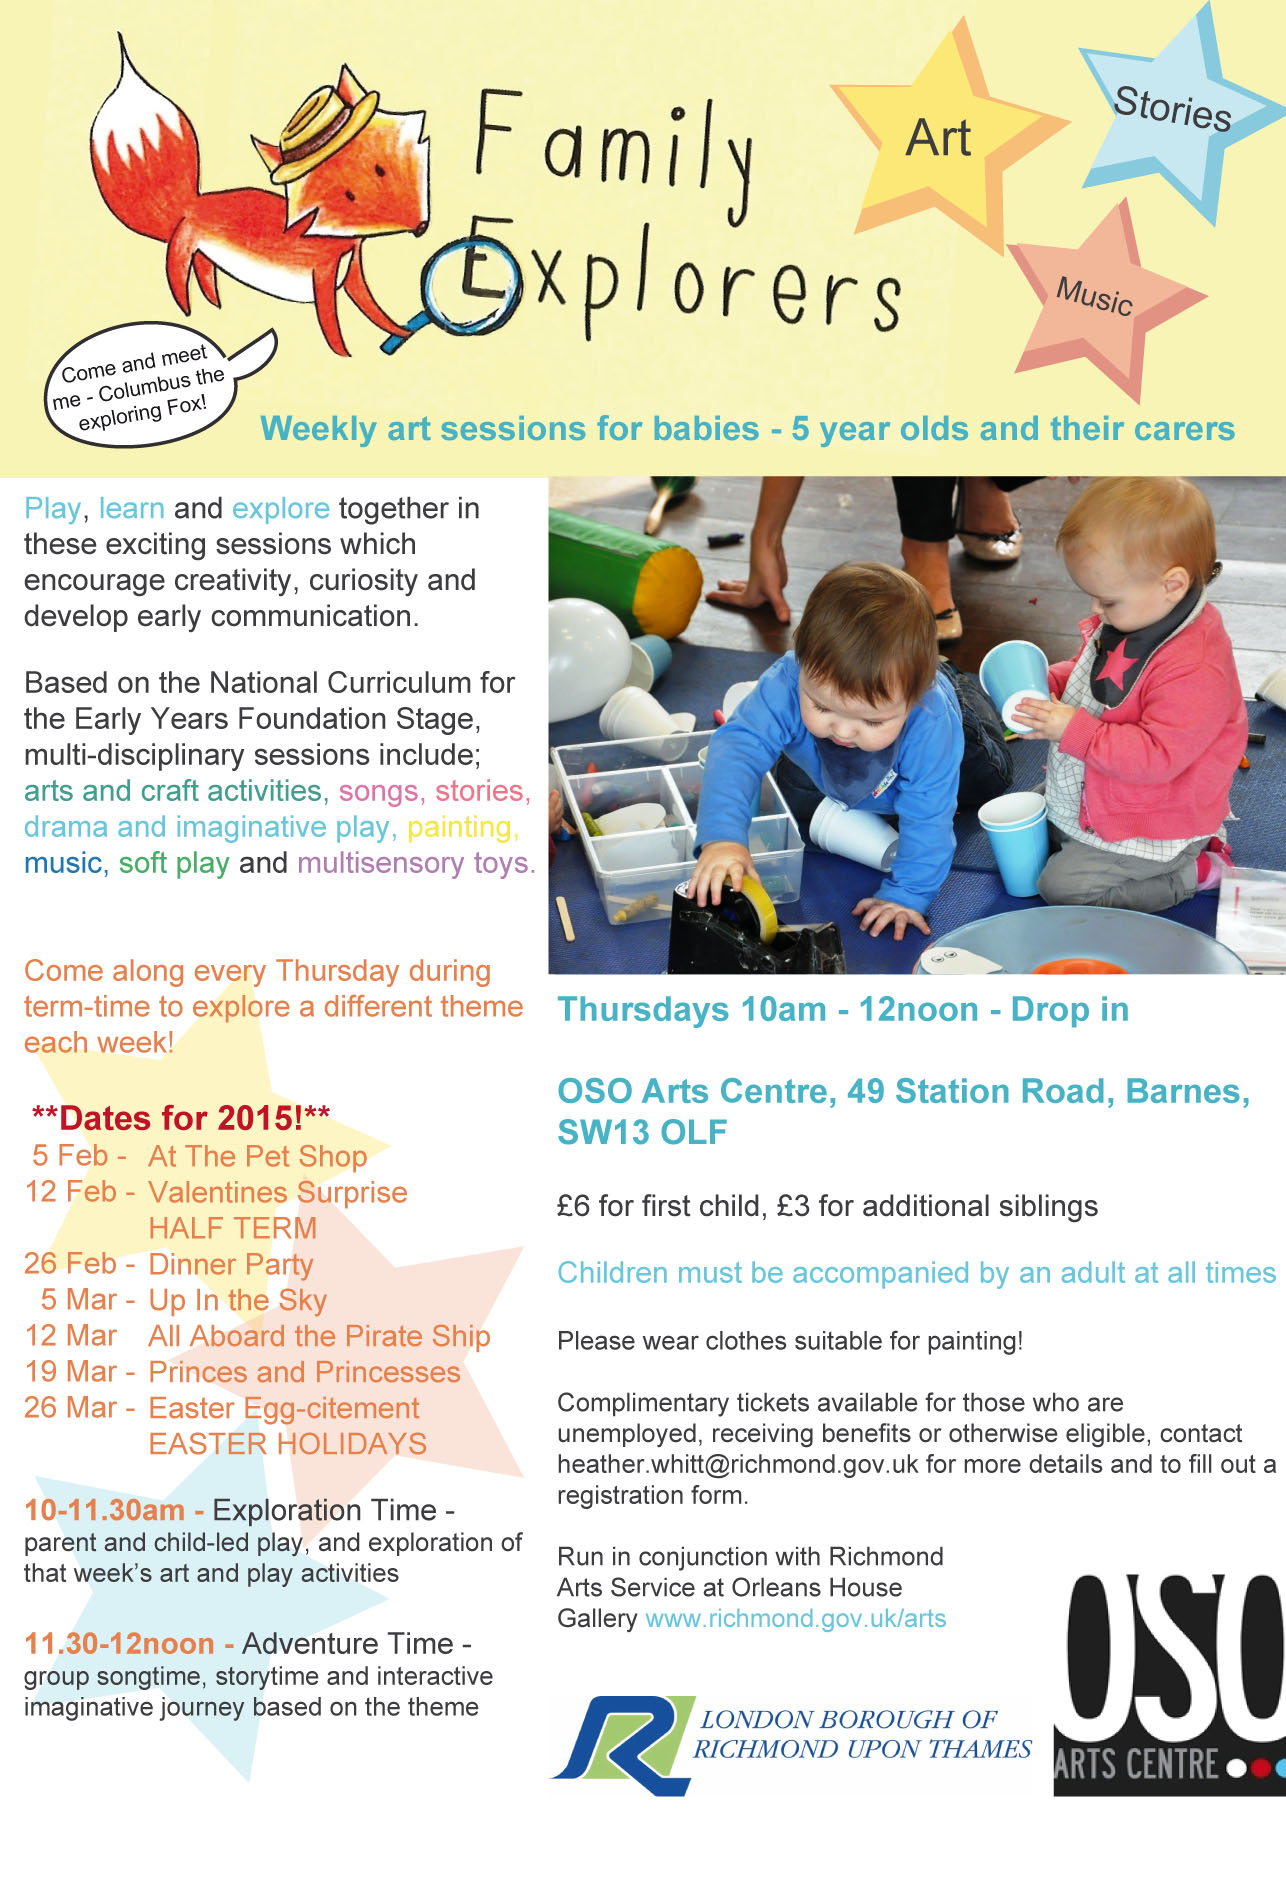 Family
Explorers
Art
Stories
Music
Come and meet
me - Columbus the
exploring Fox!
Weekly art sessions for babies - 5 year olds and their carers
Play, learn and explore together in
these exciting sessions which
encourage creativity, curiosity and
develop early communication.
Based on the National Curriculum for
the Early Years Foundation Stage,
multi-disciplinary sessions include;
arts and craft activities, songs, stories,
drama and imaginative play, painting,
music, soft play and multisensory toys.
Come along every Thursday during
term-time to explore a different theme
each week!
**Dates for 2015!**
5 Feb - At The Pet Shop
12 Feb - Valentines Surprise
HALF TERM
26 Feb - Dinner Party
5 Mar - Up In the Sky
12 Mar All Aboard the Pirate Ship
19 Mar - Princes and Princesses
26 Mar - Easter Egg-citement
EASTER HOLIDAYS
10-11.30am - Exploration Time -
parent and child-led play, and exploration of
that week's art and play activities
11.30-12noon - Adventure Time -
group songtime, storytime and interactive
imaginative journey based on the theme
Thursdays 10am - 12noon - Drop in
OSO Arts Centre, 49 Station Road, Barnes,
SW13 OLF
£6 for first child, £3 for additional siblings
Children must be accompanied by an adult at all times
Please wear clothes suitable for painting!
Complimentary tickets available for those who are
unemployed, receiving benefits or otherwise eligible, contact
heather.whitt@richmond.gov.uk for more details and to fill out a
registration form.
Run in conjunction with Richmond
Arts Service at Orleans House
Gallery www.richmond.gov.uk/arts
LONDON BOROUGH OF
RICHMOND UPON THAMES
OSO
ARTS CENTRE